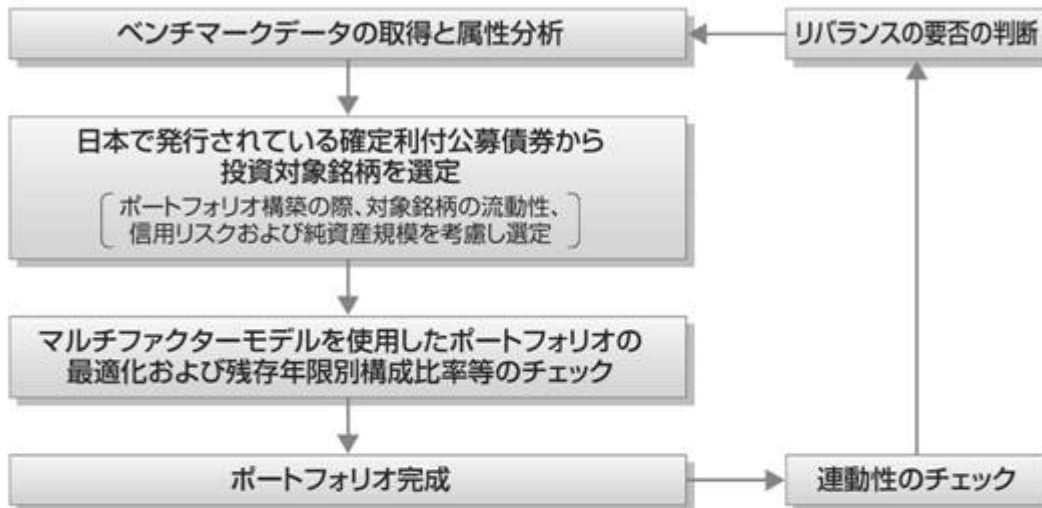 ベンチマークデータの取得と属性分析
リバランスの要否の判断
日本で発行されている確定利付公募債券から
投資対象銘柄を選定
ポートフォリオ構築の際、対象銘柄の流動性、
信用リスクおよび純資産規模を考慮し選定
マルチファクターモデルを使用したポートフォリオの
最適化および残存年限別構成比率等のチェック
ポートフォリオ完成
連動性のチェック